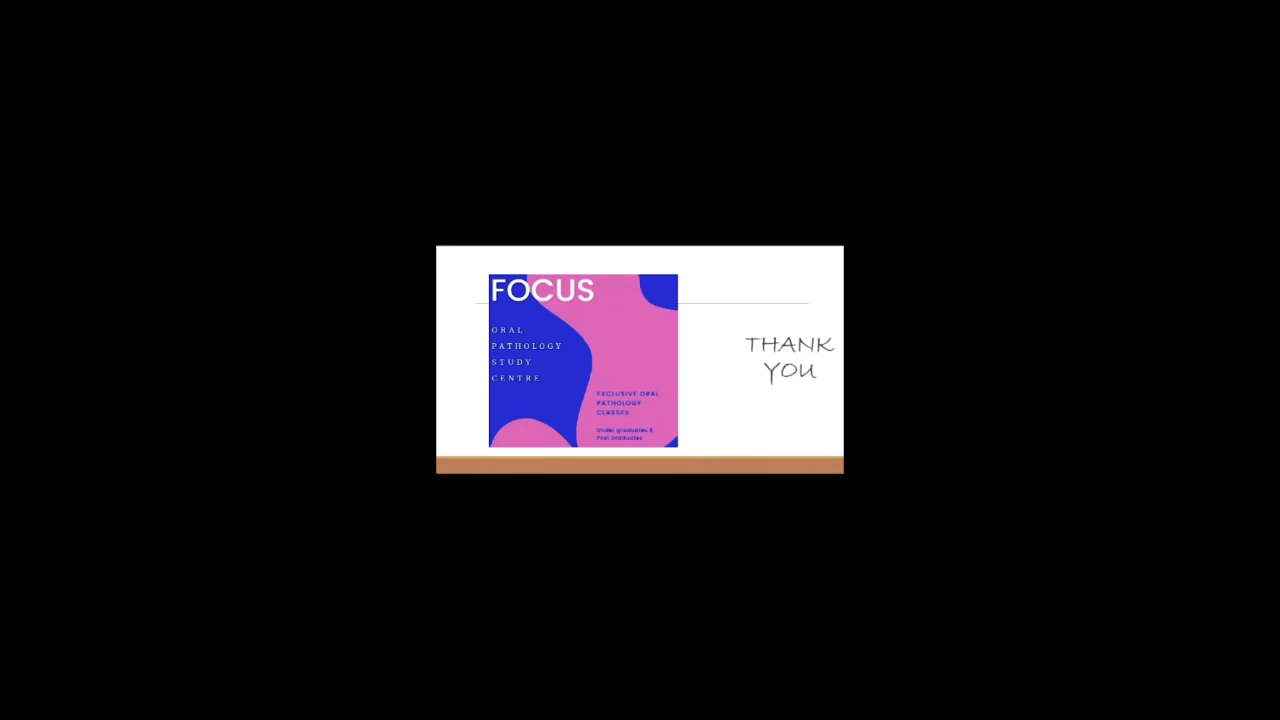 FOCUS
ORAL
PATHOLOGY
STUDY
CENTRE
EXCLUSIVE ORAL
PATHOLOGY
CLASSES
Under graduates &
Post Graduates
THANK
YOU